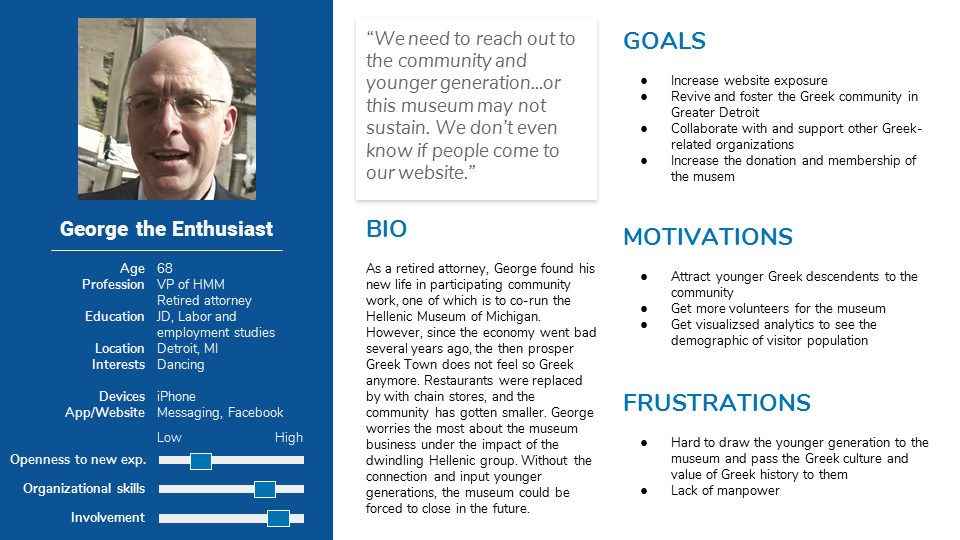 George the Enthusiast
Age 68
Profession VP of HMM
Retired attorney
Education JD, Labor and
employment studies
Location Detroit, MI
Interests Dancing
Devices iPhone
App/Website Messaging, Facebook
Low High
Openness to new exp.
Organizational skills
Involvement
“We need to reach out to
the community and
younger generation...or
this museum may not
sustain. We don’t even
know if people come to
our website.”
BIO
As a retired attorney, George found his
new life in participating community
work, one of which is to co-run the
Hellenic Museum of Michigan.
However, since the economy went bad
several years ago, the then prosper
Greek Town does not feel so Greek
anymore. Restaurants were replaced
by with chain stores, and the
community has gotten smaller. George
worries the most about the museum
business under the impact of the
dwindling Hellenic group. Without the
connection and input younger
generations, the museum could be
forced to close in the future.
GOALS
● Increase website exposure
● Revive and foster the Greek community in
Greater Detroit
● Collaborate with and support other Greek-
related organizations
● Increase the donation and membership of
the musem
MOTIVATIONS
● Attract younger Greek descendents to the
community
● Get more volunteers for the museum
● Get visualizsed analytics to see the
demographic of visitor population
FRUSTRATIONS
● Hard to draw the younger generation to the
museum and pass the Greek culture and
value of Greek history to them
● Lack of manpower